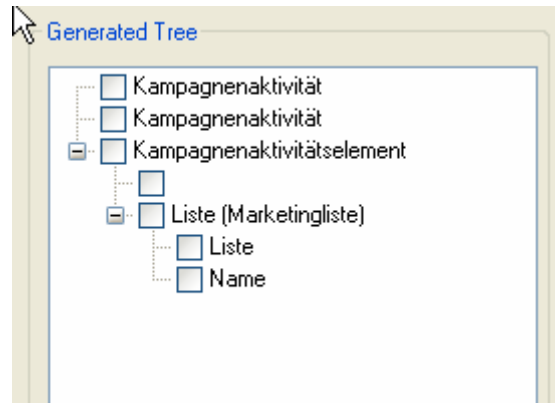 Generated Tree
Kampagnenaktivität
Kampagnenaktivität
Kampagnenaktivitätselement
Liste (Marketingliste)
Liste
Name